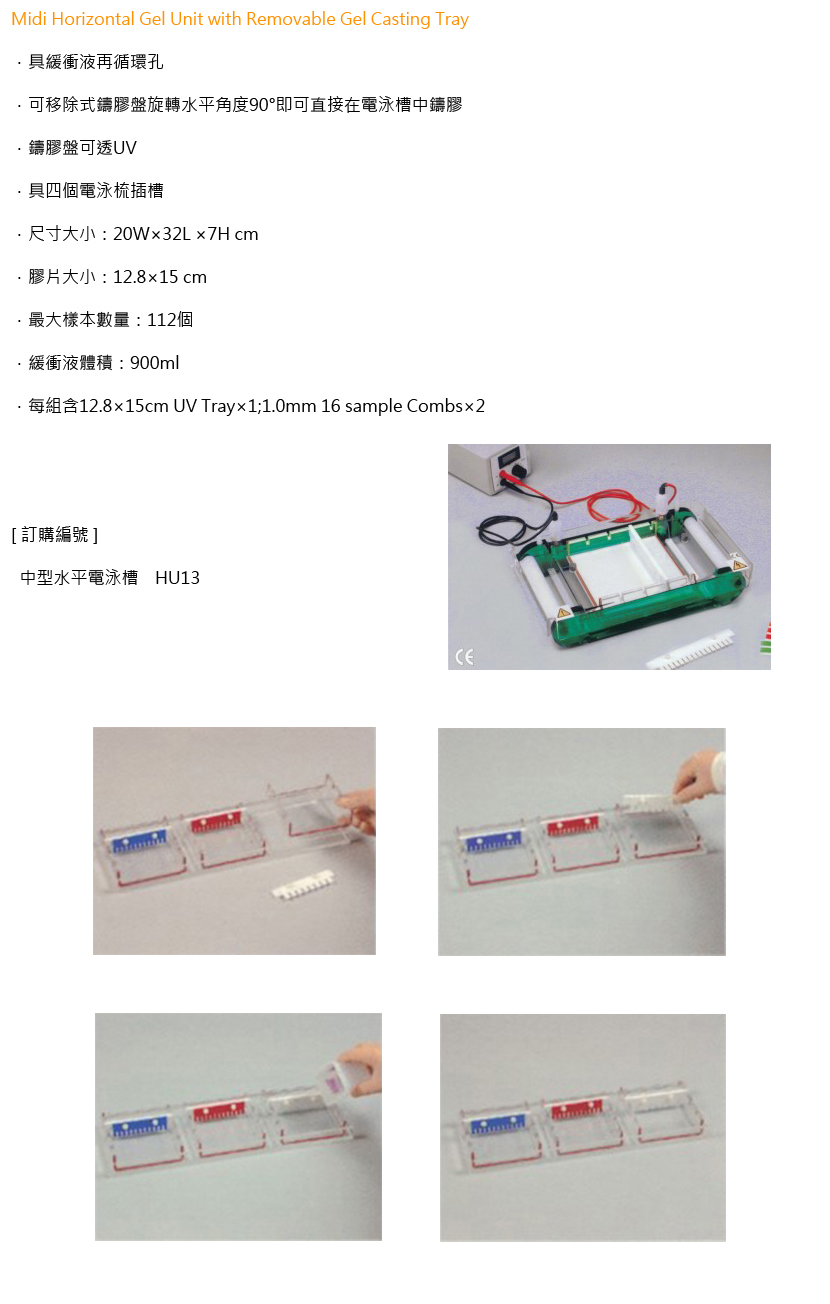 Midi Horizontal Gel Unit with Removable Gel Casting Tray
．具緩衝液再循環孔
．可移除式鑄膠盤旋轉水平角度90°即可直接在電泳槽中鑄膠
．鑄膠盤可透UV
．具四個電泳梳插槽
．尺寸大小：20W×32L ×7H cm
．膠片大小：12.8×15 cm
．最大樣本數量：112個
．緩衝液體積：900ml
．每組含12.8×15cm UV Tray×1;1.0mm 16 sample Combs×2
[ 訂購編號 ]
中型水平電泳槽　HU13
CE